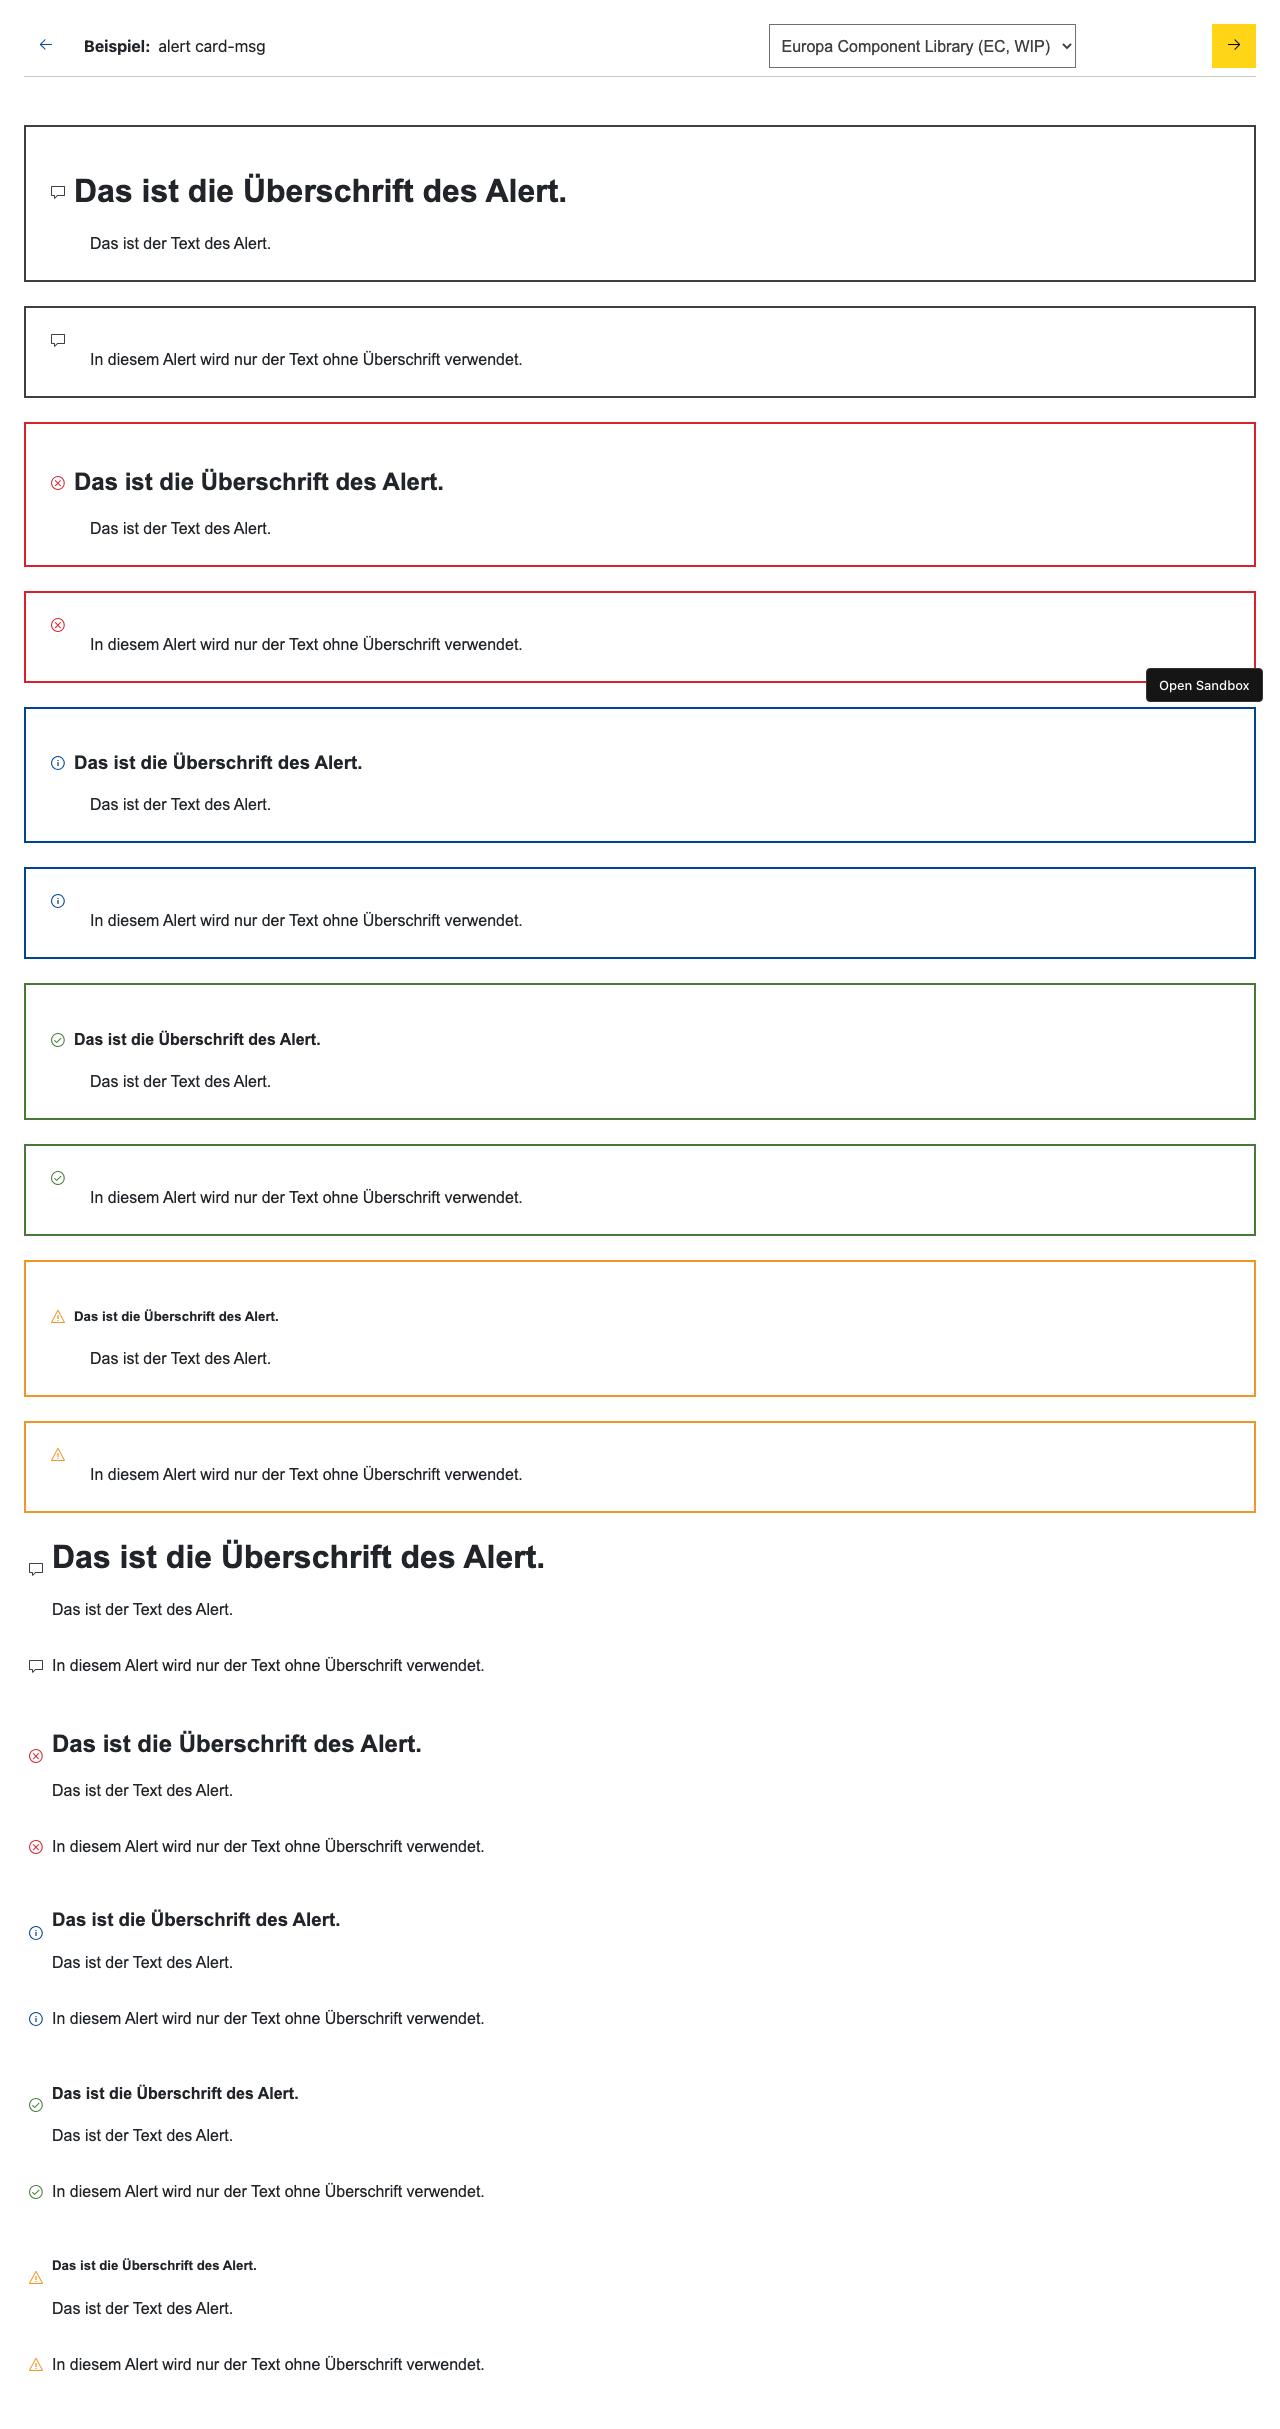 Beispiel: alert card-msg
Europa Component Library (EC, WIP)
Das ist die Überschrift des Alert.
Das ist der Text des Alert.
In diesem Alert wird nur der Text ohne Überschrift verwendet.
Das ist die Überschrift des Alert.
Das ist der Text des Alert.
In diesem Alert wird nur der Text ohne Überschrift verwendet.
Open Sandbox
Das ist die Überschrift des Alert.
Das ist der Text des Alert.
In diesem Alert wird nur der Text ohne Überschrift verwendet.
Das ist die Überschrift des Alert.
Das ist der Text des Alert.
In diesem Alert wird nur der Text ohne Überschrift verwendet.
Das ist die Überschrift des Alert.
Das ist der Text des Alert.
In diesem Alert wird nur der Text ohne Überschrift verwendet.
Das ist die Überschrift des Alert.
Das ist der Text des Alert.
In diesem Alert wird nur der Text ohne Überschrift verwendet.
Das ist die Überschrift des Alert.
Das ist der Text des Alert.
In diesem Alert wird nur der Text ohne Überschrift verwendet.
Das ist die Überschrift des Alert.
Das ist der Text des Alert.
In diesem Alert wird nur der Text ohne Überschrift verwendet.
Das ist die Überschrift des Alert.
Das ist der Text des Alert.
In diesem Alert wird nur der Text ohne Überschrift verwendet.
Das ist die Überschrift des Alert.
Das ist der Text des Alert.
In diesem Alert wird nur der Text ohne Überschrift verwendet.